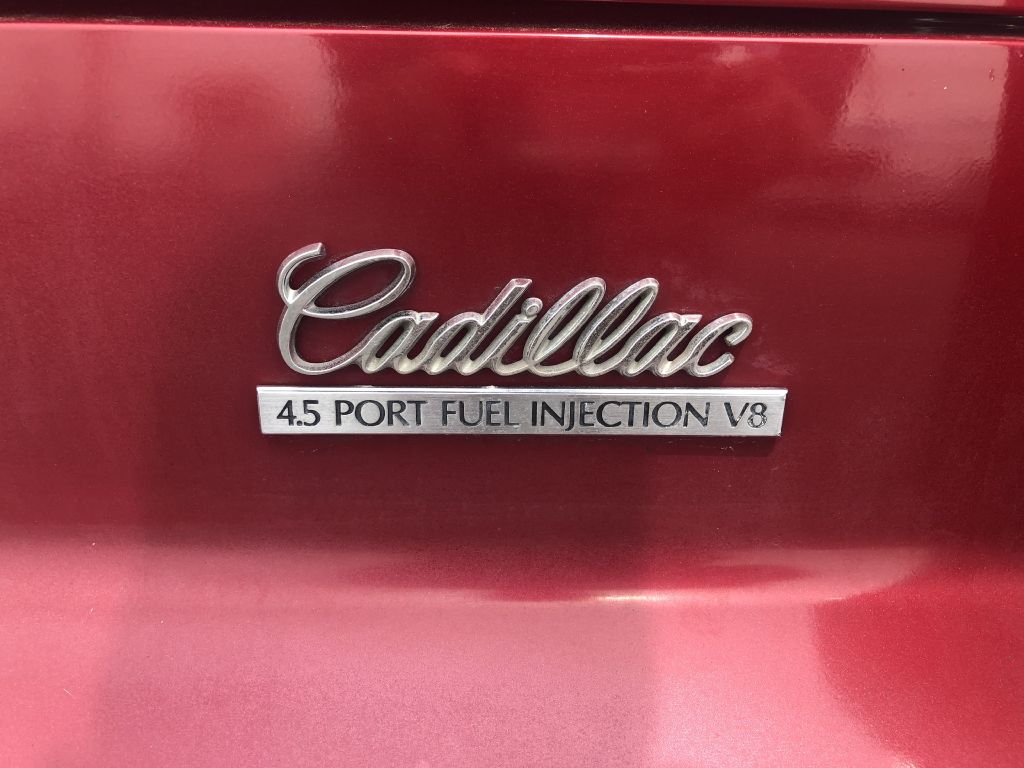 Cadillac
4.5 PORT FUEL INJECTION V8